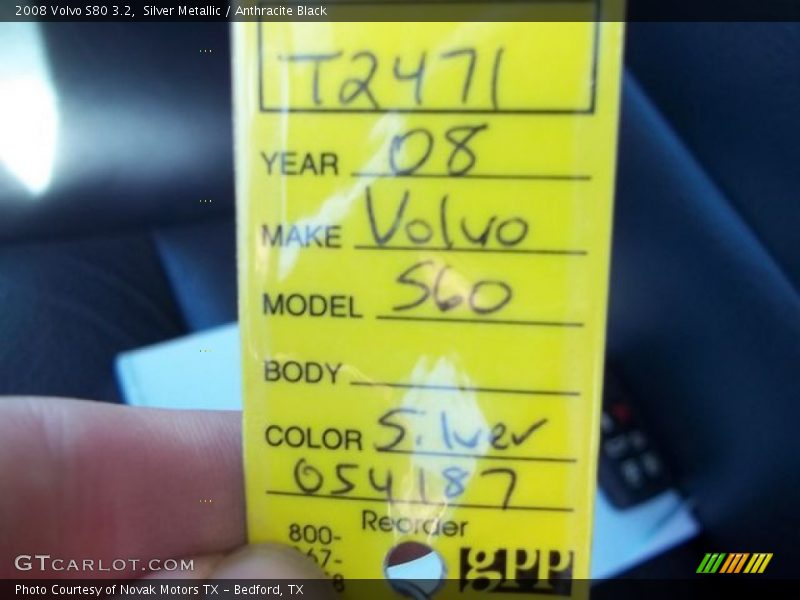 2008 Volvo S80 3.2, Silver Metallic / Anthracite Black
T2471
YEAR 08
MAKE Volvo
MODEL S60
BODY
COLOR Silver
054187
Reorder
800-
gPP
GTCARLOT.COM
Photo Courtesy of Novak Motors TX – Bedford, TX